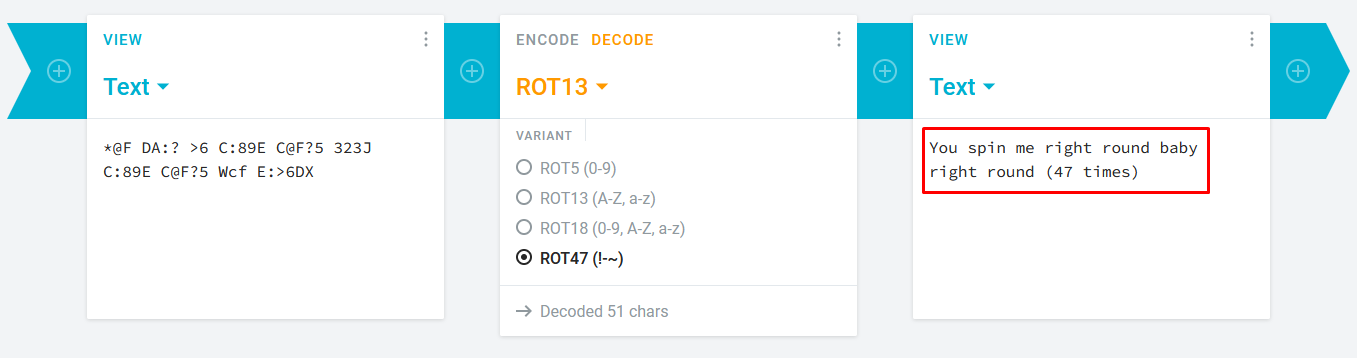 VIEW
Text
*@F DA:? >6 C:89E C@F?5 323J
C:89E C@F?5 Wcf E:>6DX
ENCODE DECODE
ROT13
VARIANT
ROT5 (0-9)
ROT13 (A-Z, a-z)
ROT18 (0-9, A-Z, a-z)
ROT47 (!-~)
→ Decoded 51 chars
VIEW
Text
You spin me right round baby
right round (47 times)